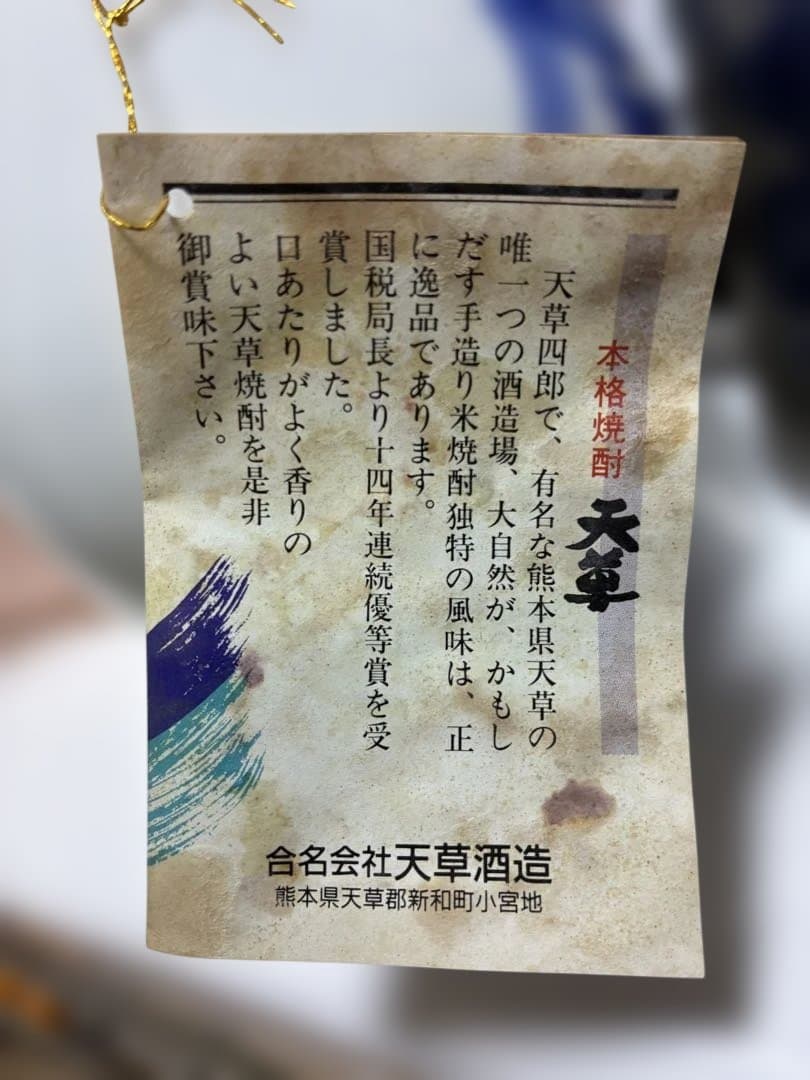 本格焼酎 天草
天草四郎で、有名な熊本県天草の
唯一つの酒造場、大自然が、かもし
だす手造り米焼酎独特の風味は、正
に逸品であります。
国税局長より十四年連続優等賞を受
賞しました。
口あたりがよく香りの
よい天草焼酎を是非
御賞味下さい。
合名会社天草酒造
熊本県天草郡新和町小宮地